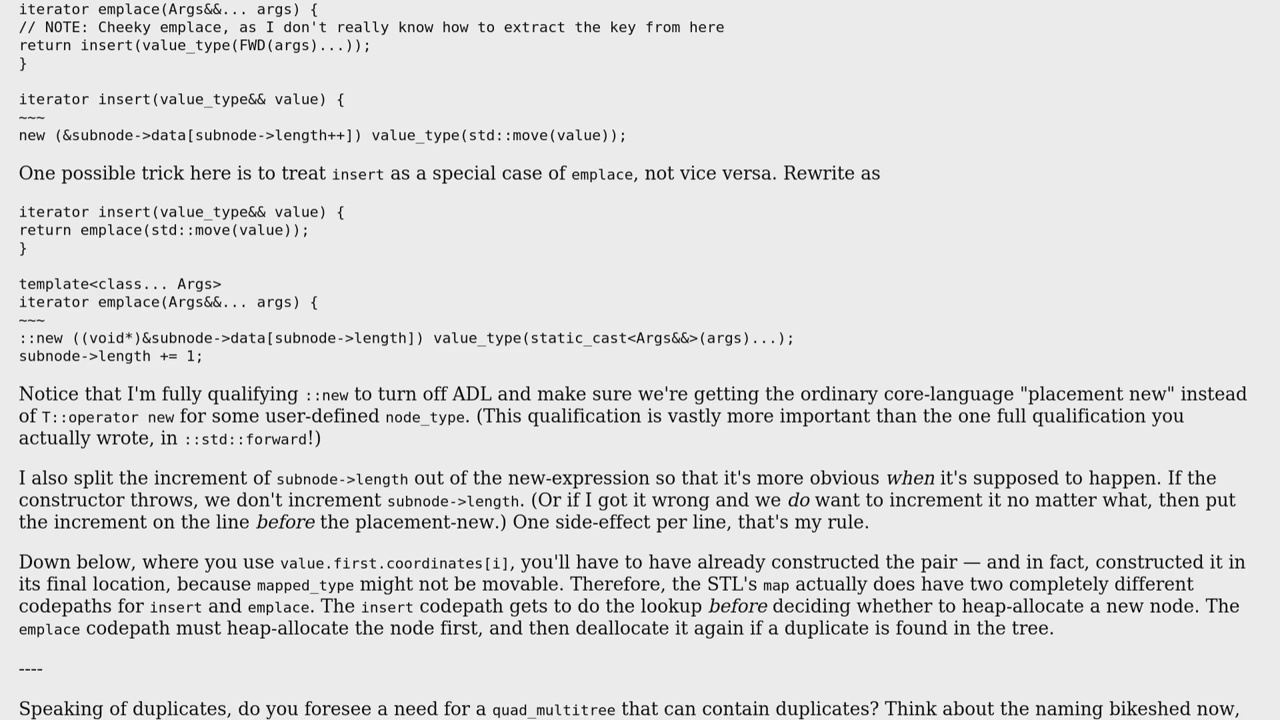 iterator emplace(Args&&... args) {
// NOTE: Cheeky emplace, as I don't really know how to extract the key from here
return insert(value_type(FWD(args)...));
}
iterator insert(value_type&& value) {
~~~
new (&subnode->data[subnode->length++]) value_type(std::move(value));
One possible trick here is to treat insert as a special case of emplace, not vice versa. Rewrite as
iterator insert(value_type&& value) {
return emplace(std::move(value));
}
template<class... Args>
iterator emplace(Args&&... args) {
~~~
::new ((void*)&subnode->data[subnode->length]) value_type(static_cast<Args&&>(args)...);
subnode->length += 1;
Notice that I'm fully qualifying ::new to turn off ADL and make sure we're getting the ordinary core-language "placement new" instead
of T::operator new for some user-defined node_type. (This qualification is vastly more important than the one full qualification you
actually wrote, in ::std::forward!)
I also split the increment of subnode->length out of the new-expression so that it's more obvious when it's supposed to happen. If the
constructor throws, we don't increment subnode->length. (Or if I got it wrong and we do want to increment it no matter what, then put
the increment on the line before the placement-new.) One side-effect per line, that's my rule.
Down below, where you use value.first.coordinates[i], you'll have to have already constructed the pair — and in fact, constructed it in
its final location, because mapped_type might not be movable. Therefore, the STL's map actually does have two completely different
codepaths for insert and emplace. The insert codepath gets to do the lookup before deciding whether to heap-allocate a new node. The
emplace codepath must heap-allocate the node first, and then deallocate it again if a duplicate is found in the tree.
----
Speaking of duplicates, do you foresee a need for a quad_multitree that can contain duplicates? Think about the naming bikeshed now,